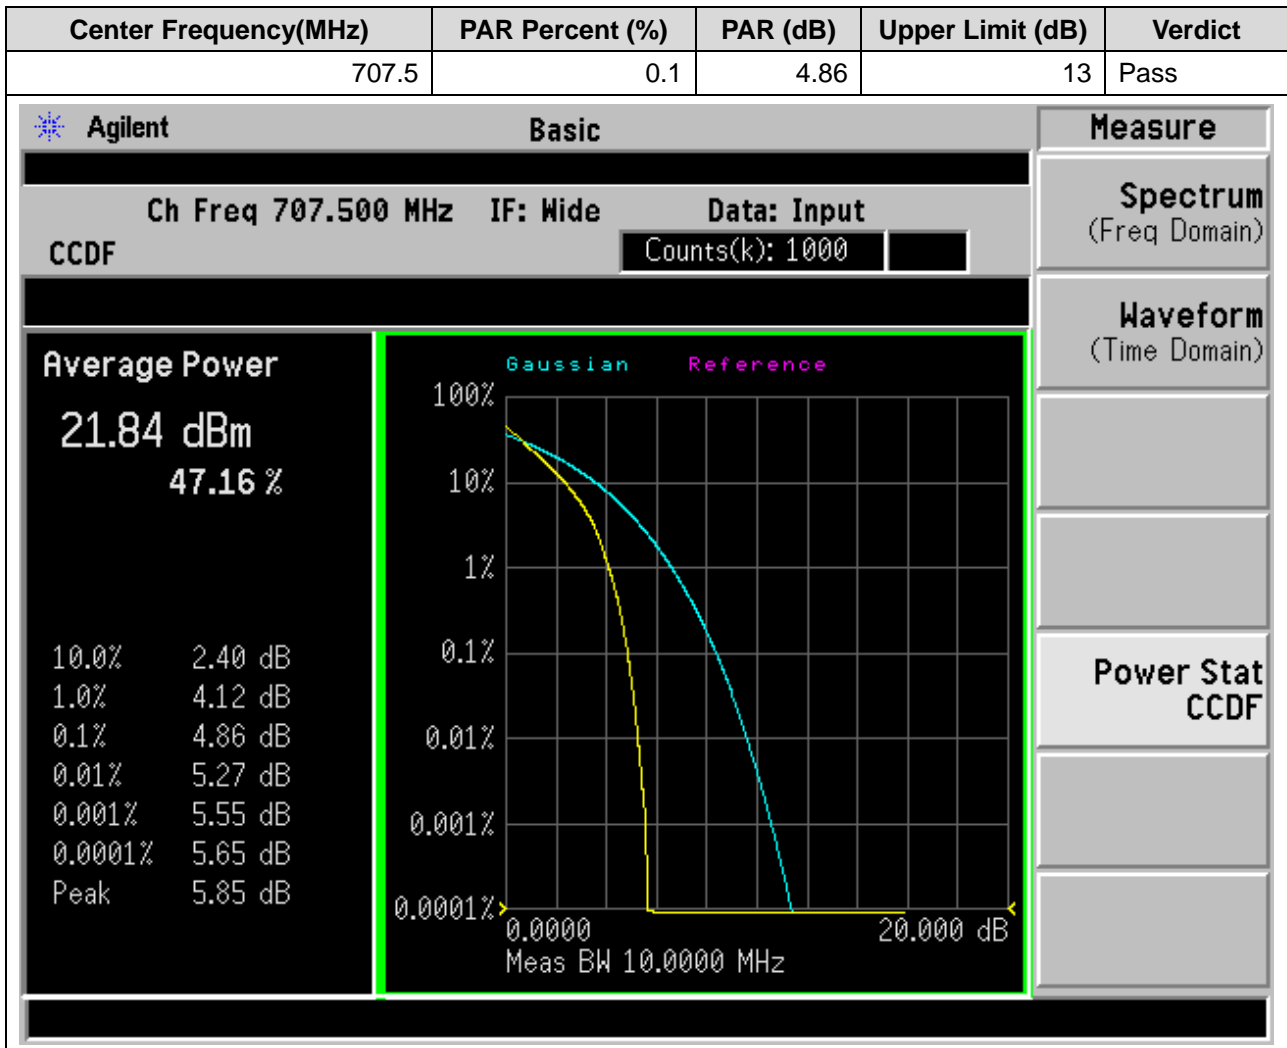 Center Frequency(MHz) PAR Percent (%) PAR (dB) Upper Limit (dB) Verdict
707.5 0.1 4.86 13 Pass
Agilent Basic Measure
Ch Freq 707.500 MHz IF: Wide Data: Input
CCDF Counts(k): 1000
Average Power
21.84 dBm
47.16 %
10.0% 2.40 dB
1.0% 4.12 dB
0.1% 4.86 dB
0.01% 5.27 dB
0.001% 5.55 dB
0.0001% 5.65 dB
Peak 5.85 dB
Gaussian Reference
100%
10%
1%
0.1%
0.01%
0.001%
0.0001%
0.0000 20.000 dB
Meas BW 10.0000 MHz
Spectrum
(Freq Domain)
Waveform
(Time Domain)
Power Stat
CCDF